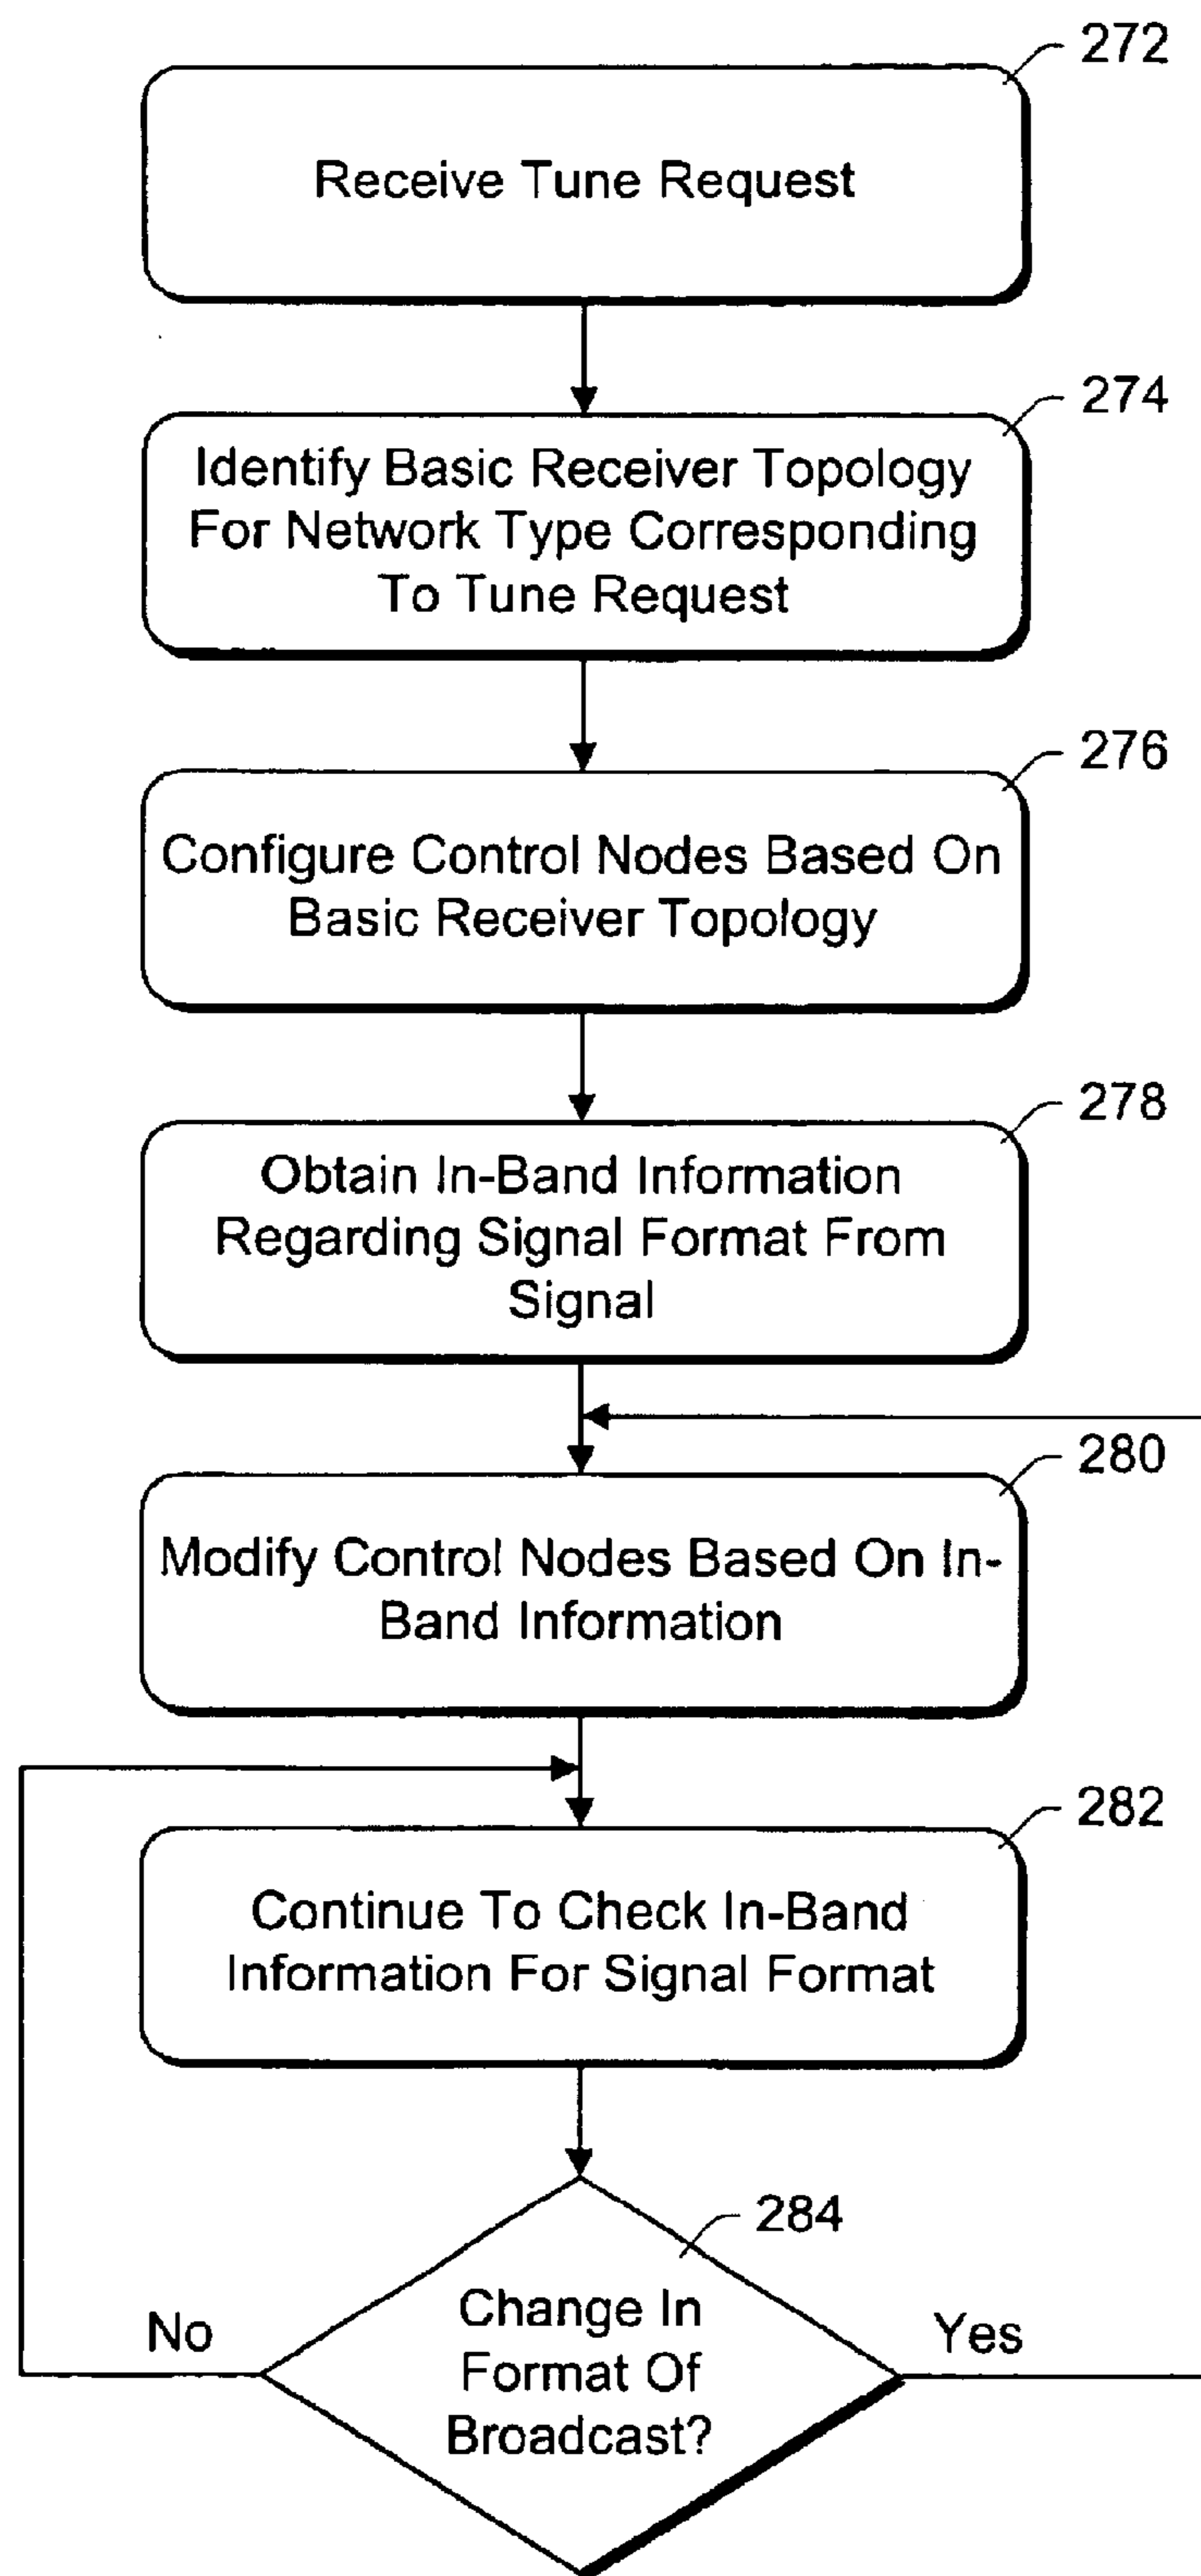 272
Receive Tune Request
274
Identify Basic Receiver Topology
For Network Type Corresponding
To Tune Request
276
Configure Control Nodes Based On
Basic Receiver Topology
278
Obtain In-Band Information
Regarding Signal Format From
Signal
280
Modify Control Nodes Based On In-
Band Information
282
Continue To Check In-Band
Information For Signal Format
284
Change In
Format Of
Broadcast?
No
Yes